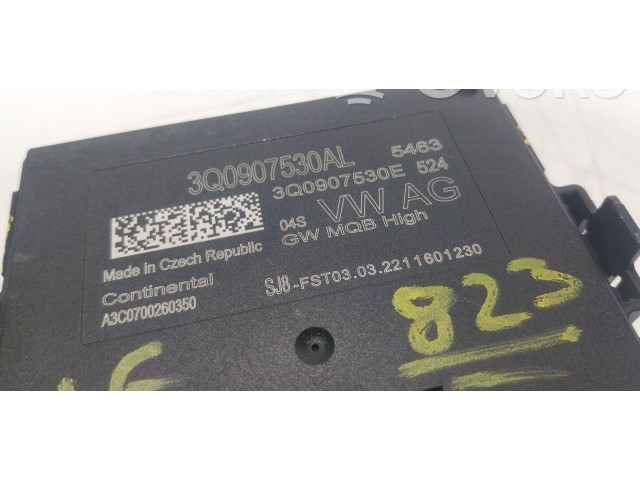 3Q0907530AL 5463
3Q0907530E 524
04S VW AG
GW MQB High
Made in Czech Republic
Continental
A3C0700260350
SJ8-FST03.03.2211601230
823